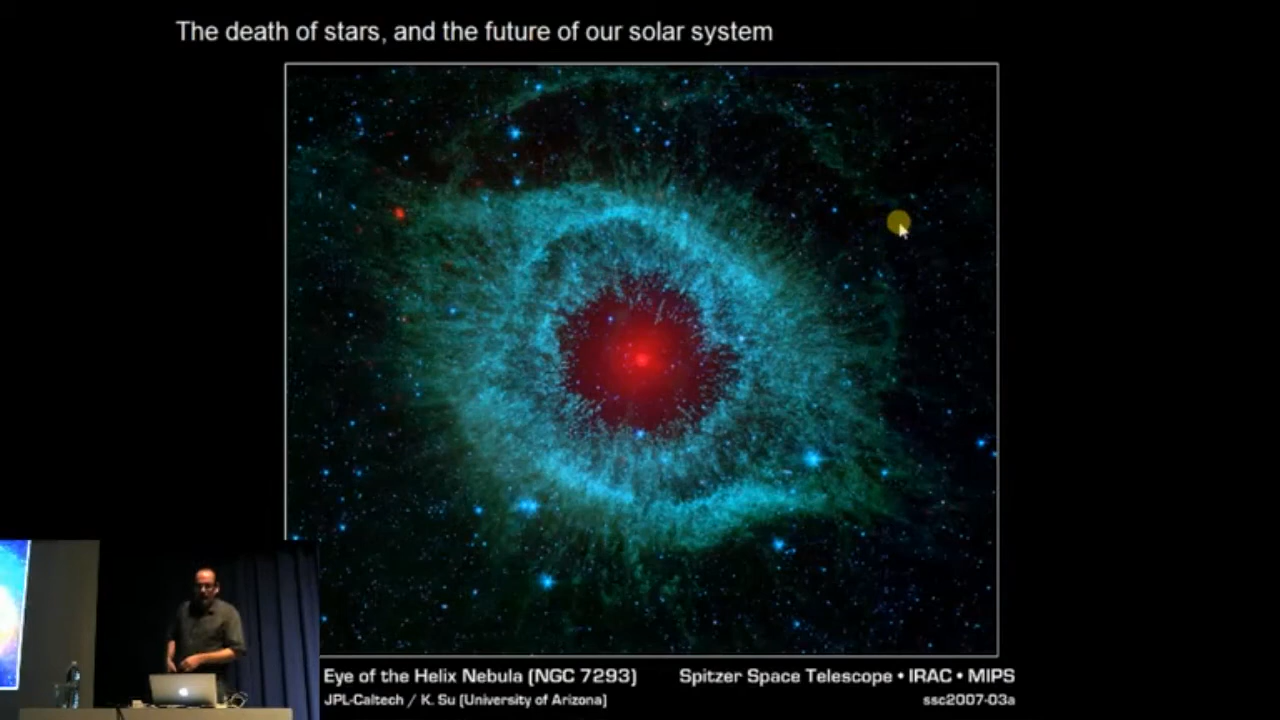 The death of stars, and the future of our solar system
Eye of the Helix Nebula (NGC 7293) Spitzer Space Telescope • IRAC • MIPS
JPL-Caltech / K. Su (University of Arizona) ssc2007-03a